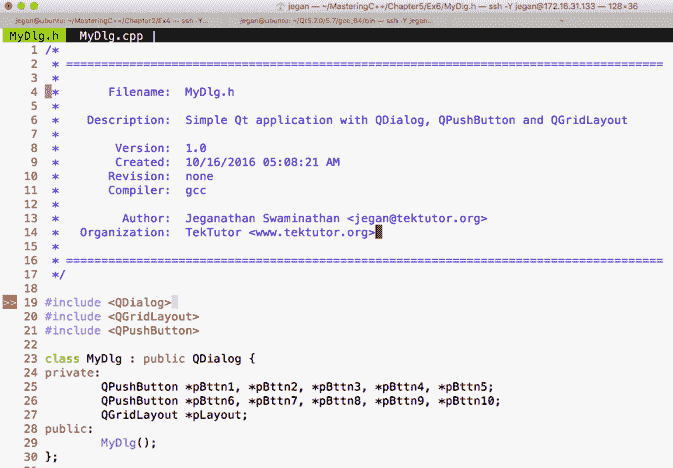 jegan — ~/MasteringC++/Chapter5/Ex6/MyDlg.h — ssh -Y jegan@172.16.31.133 — 128×36
jegan@ubuntu: ~/MasteringC++/Chapter2/Ex4 — ssh -Y... jegan@ubuntu: ~/Qt5.7.0/5.7/gcc_64/bin — ssh -Y jegan... ~
MyDlg.h MyDlg.cpp |
1 /*
2 * =====================================================================================
3 *
4 * Filename: MyDlg.h
5 *
6 * Description: Simple Qt application with QDialog, QPushButton and QGridLayout
7 *
8 * Version: 1.0
9 * Created: 10/16/2016 05:08:21 AM
10 * Revision: none
11 * Compiler: gcc
12 *
13 * Author: Jeganathan Swaminathan <jegan@tektutor.org>
14 * Organization: TekTutor <www.tektutor.org>
15 *
16 * =====================================================================================
17 */
18
>> 19 #include <QDialog>
20 #include <QGridLayout>
21 #include <QPushButton>
22
23 class MyDlg : public QDialog {
24 private:
25 QPushButton *pBttn1, *pBttn2, *pBttn3, *pBttn4, *pBttn5;
26 QPushButton *pBttn6, *pBttn7, *pBttn8, *pBttn9, *pBttn10;
27 QGridLayout *pLayout;
28 public:
29 MyDlg();
30 };